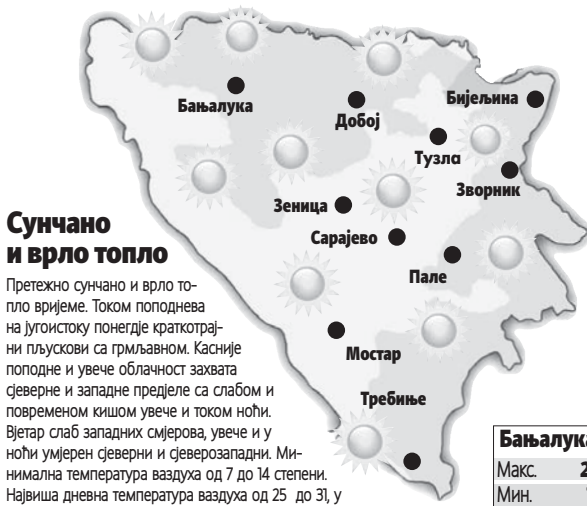 Бањалука
Добој
Бијељина
Тузла
Зворник
Зеница
Сарајево
Пале
Мостар
Требиње
Сунчано
и врло топло
Претежно сунчано и врло то-
пло вријеме. Током поподнева
на југоистоку понегдје краткотрај-
ни пљускови са грмљавном. Касније
поподне и увече облачност захвата
сјеверне и западне предјеле са слабом и
повременом кишом увече и током ноћи.
Вјетар слаб западних смјерова, увече и у
ноћи умјерен сјеверни и сјеверозападни. Ми-
нимална температура ваздуха од 7 до 14 степени.
Највиша дневна температура ваздуха од 25 до 31, у
Бањалука
Макс. 2
Мин.